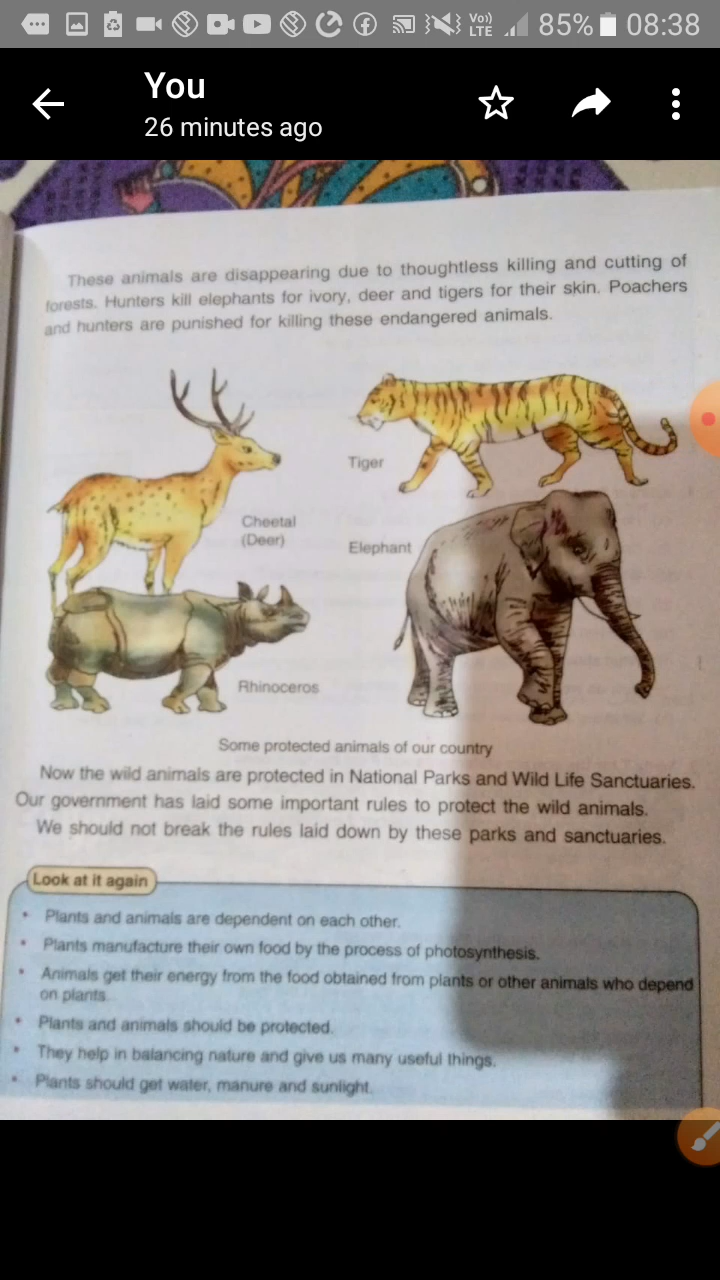 Vo))
LTE
85%
08:38
You
26 minutes ago
These animals are disappearing due to thoughtless killing and cutting of
forests. Hunters kill elephants for ivory, deer and tigers for their skin. Poachers
and hunters are punished for killing these endangered animals.
Tiger
Cheetal
(Deer)
Elephant
Rhinoceros
Some protected animals of our country
Now the wild animals are protected in National Parks and Wild Life Sanctuaries.
Our government has laid some important rules to protect the wild animals.
We should not break the rules laid down by these parks and sanctuaries.
Look at it again
• Plants and animals are dependent on each other.
• Plants manufacture their own food by the process of photosynthesis.
• Animals get their energy from the food obtained from plants or other animals who depend
on plants.
• Plants and animals should be protected.
• They help in balancing nature and give us many useful things.
• Plants should get water, manure and sunlight.